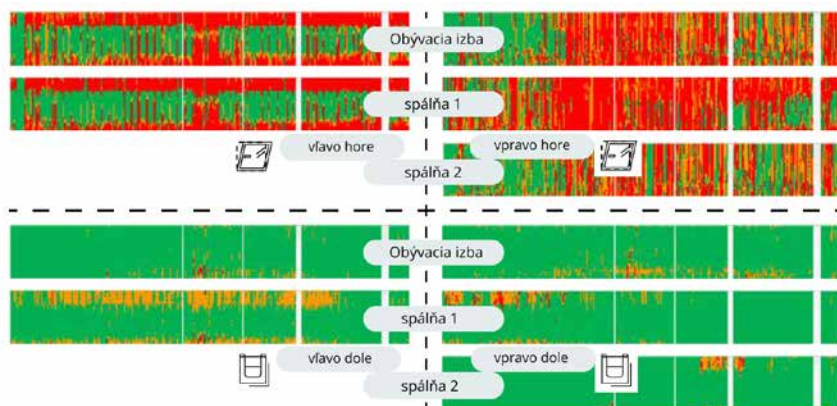 Obývacia izba
spálňa 1
vľavo hore
vpravo hore
spálňa 2
Obývacia izba
spálňa 1
vľavo dole
vpravo dole
spálňa 2